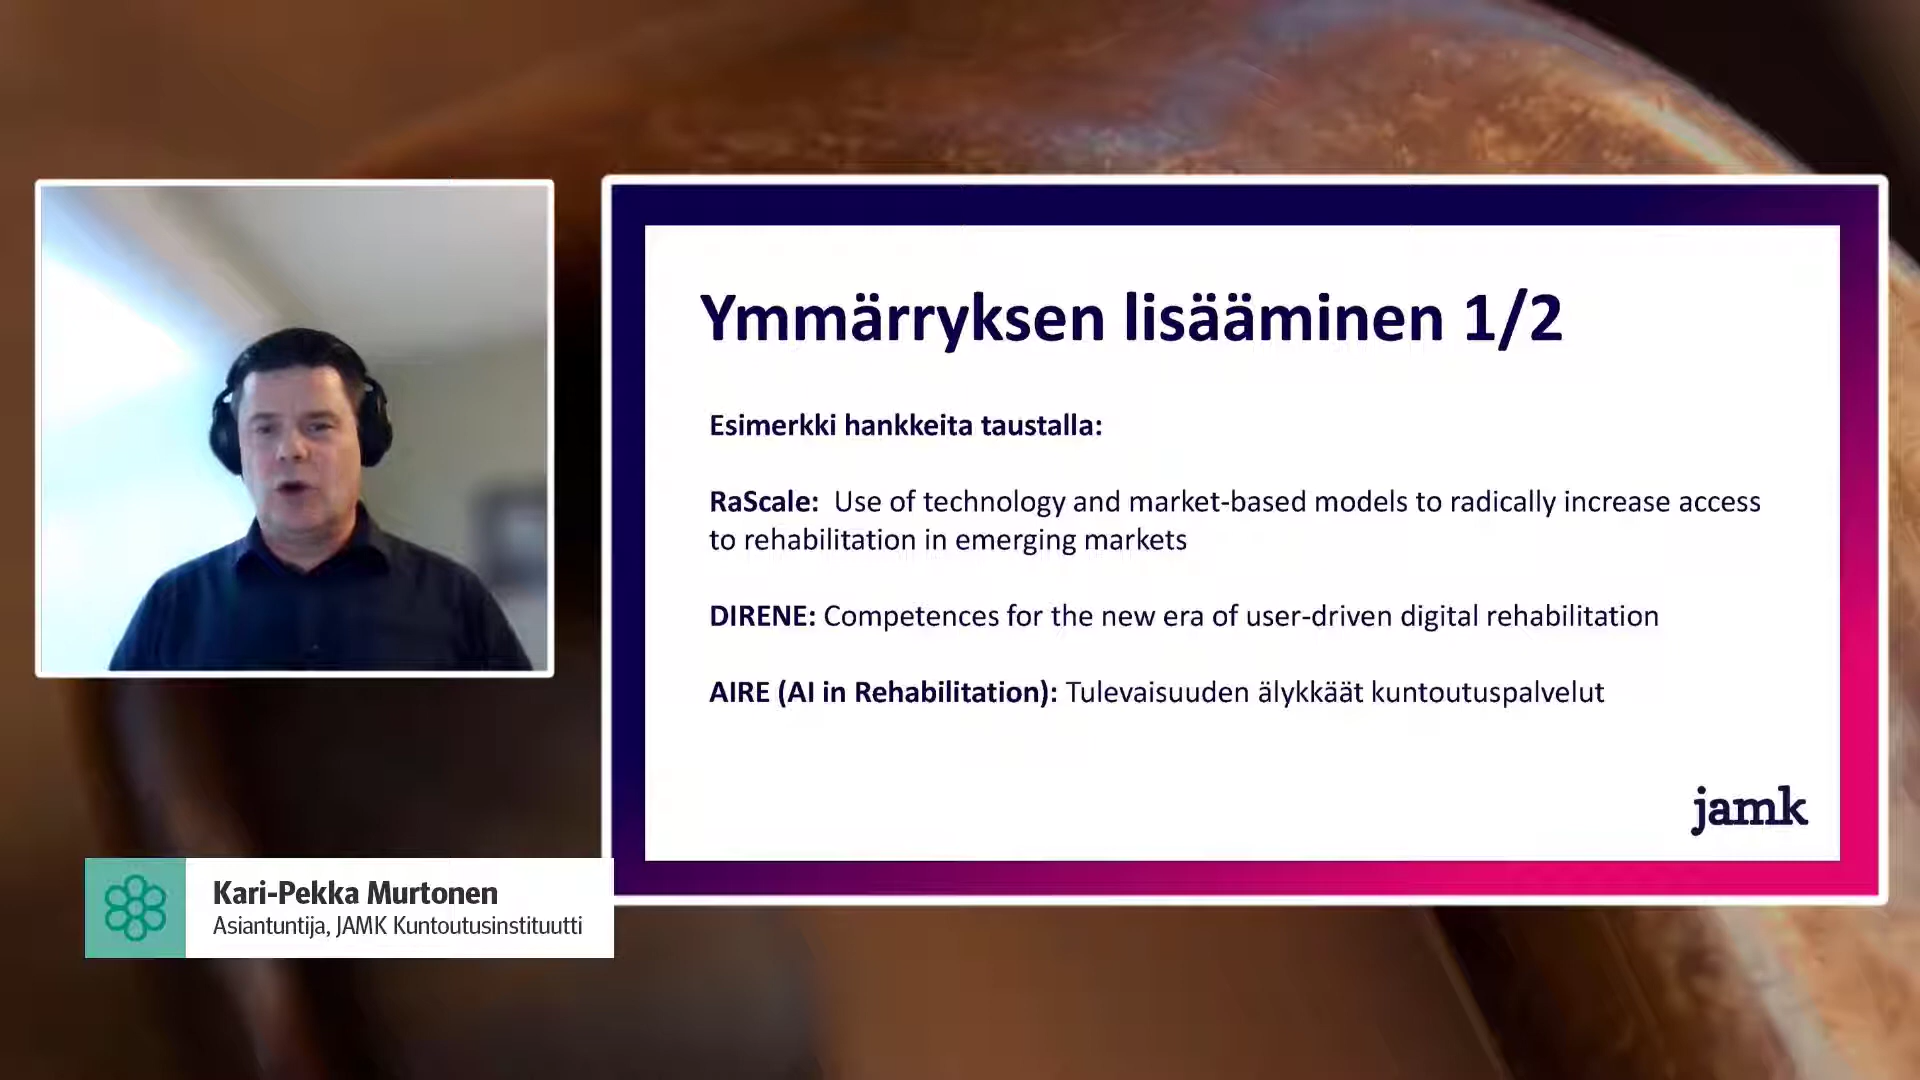 Ymmärryksen lisääminen 1/2
Esimerkki hankkeita taustalla:
RaScale:  Use of technology and market-based models to radically increase access
to rehabilitation in emerging markets
DIRENE: Competences for the new era of user-driven digital rehabilitation
AIRE (AI in Rehabilitation): Tulevaisuuden älykkäät kuntoutuspalvelut
jamk
Kari-Pekka Murtonen
Asiantuntija, JAMK Kuntoutusinstituutti